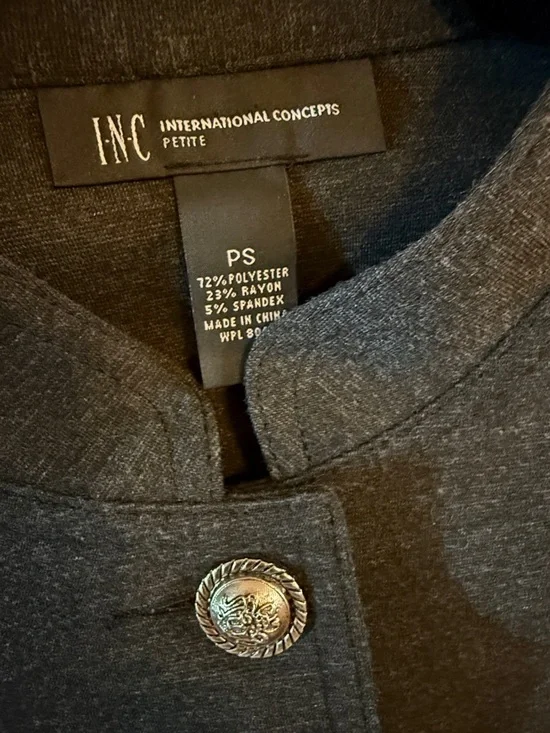 I·N·C INTERNATIONAL CONCEPTS
PETITE
PS
72% POLYESTER
23% RAYON
5% SPANDEX
MADE IN CHINA
WPL